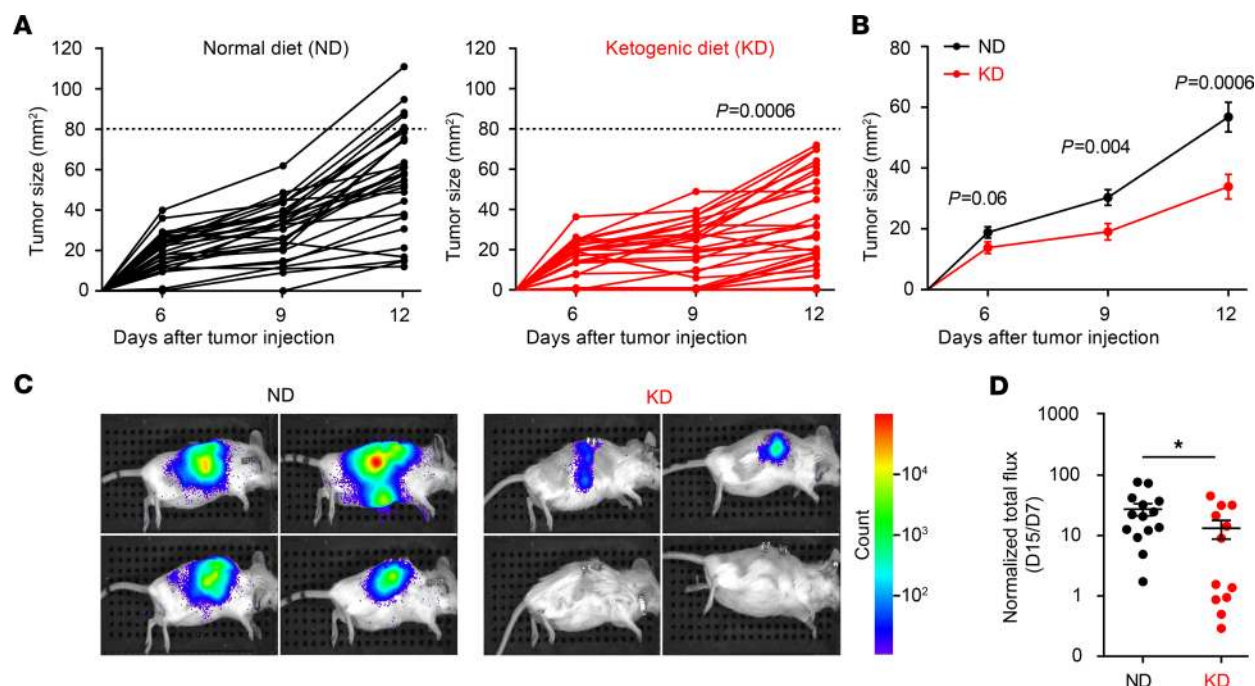 A
Normal diet (ND)
Tumor size (mm²)
120
100
80
60
40
20
0
6
9
12
Days after tumor injection
Ketogenic diet (KD)
P=0.0006
Tumor size (mm²)
120
100
80
60
40
20
0
6
9
12
Days after tumor injection
B
ND
KD
P=0.06
P=0.004
P=0.0006
Tumor size (mm²)
80
60
40
20
0
6
9
12
Days after tumor injection
C
ND
KD
Count
10⁴
10³
10²
D
*
Normalized total flux
(D15/D7)
1000
100
10
1
0
ND
KD